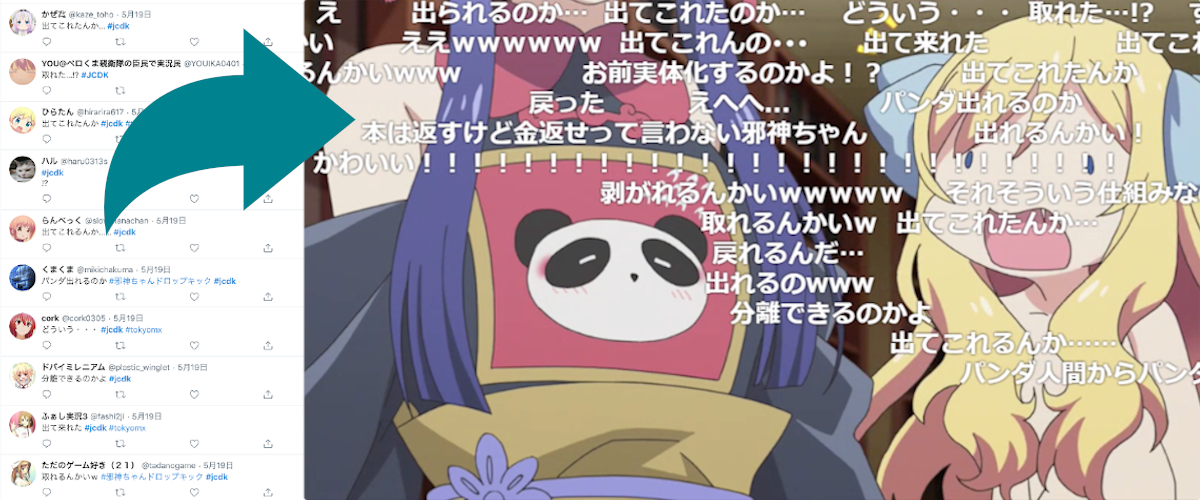 かぜだ @kaze_toho · 5月19日
出てこれたんか... #jcdk
YOU@ペロくま親衛隊の臣民で実況民 @YOUIKA0401
取れた...!? #JCDK
ひらたん @hirarira617 · 5月
出てこれたんか #jcdk
ハル @haru0313s
#jcdk
!?
らんぺっく
出てこれるんか... #jcdk
くまくま @mikichakuma · 5月19日
パンダ出れるのか #邪神ちゃんドロップキック #jcdk
cork @cork0305 · 5月19日
どういう・・・ #jcdk #tokyomx
ドバイミレニアム @plastic_winglet · 5月19日
分離できるのかよ #jcdk
ふぁし実況3 @fashi2ji · 5月19日
出て来れた #jcdk #tokyomx
ただのゲーム好き（２１） @tadanogame · 5月19日
取れるんかいw #邪神ちゃんドロップキック #jcdk
え 出られるのか… 出てこれたのか… どういう・・・ 取れた…!?
かい ええｗｗｗｗｗｗ 出てこれんの… 出て来れた 出てこ
るんかいｗｗｗ お前実体化するのかよ！？ 出てこれたんか
戻った えへへ… パンダ出れるのか
本は返すけど金返せって言わない邪神ちゃん 出れるんかい！
かわいい！！！！！！！！！！！！！！！！！！！！！！！！
剥がれるんかいｗｗｗｗｗ それそういう仕組みな
取れるんかいｗ 出てこれたんか…
戻れるんだ…
出れるのｗｗｗ
分離できるのかよ
出てこれるんか……
パンダ人間からパンダ